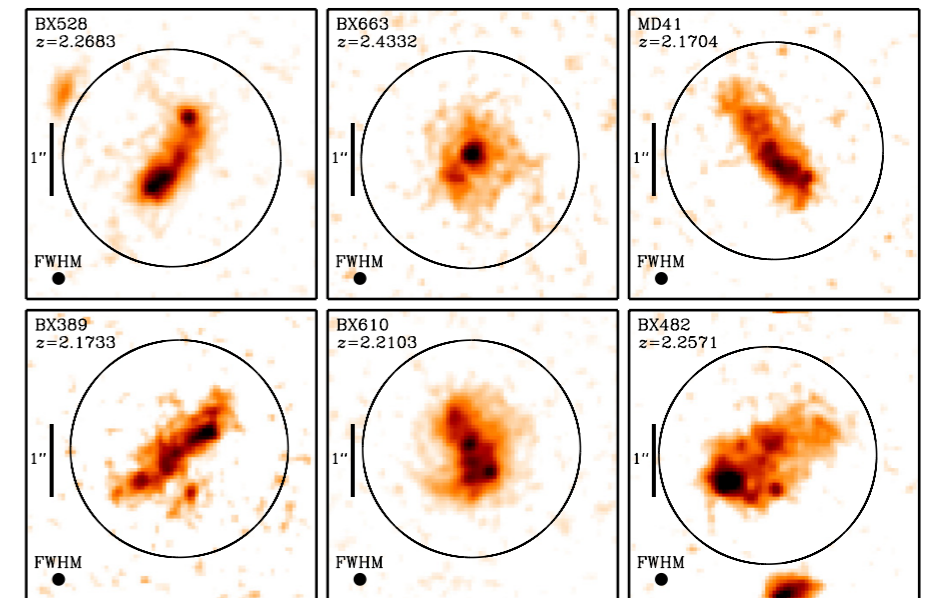 BX528
z=2.2683
1"
FWHM
BX663
z=2.4332
1"
FWHM
MD41
z=2.1704
1"
FWHM
BX389
z=2.1733
1"
FWHM
BX610
z=2.2103
1"
FWHM
BX482
z=2.2571
1"
FWHM